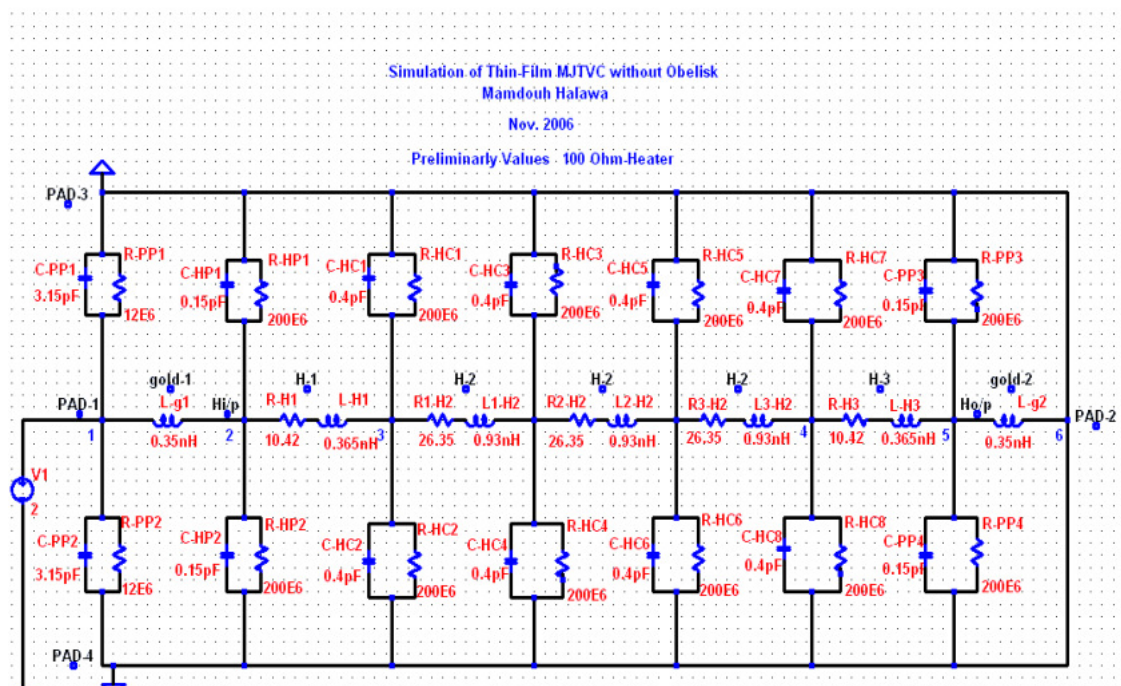 Simulation of Thin-Film MJTVC without Obelisk
Mamdouh Halawa
Nov. 2006
Preliminarly Values 100 Ohm-Heater
PAD-3
R-PP1
C-PP1
3.15pF
12E6
R-HP1
C-HP1
0.15pF
200E6
R-HC1
C-HC1
0.4pF
200E6
R-HC3
C-HC3
0.4pF
200E6
R-HC5
C-HC5
0.4pF
200E6
R-HC7
C-HC7
0.4pF
200E6
R-PP3
C-PP3
0.15pF
200E6
PAD-1
1
gold-1
L-g1
0.35nH
Hi/p
2
H-1
R-H1
10.42
L-H1
0.365nH
3
H-2
R1-H2
26.35
L1-H2
0.93nH
H-2
R2-H2
26.35
L2-H2
0.93nH
H-2
R3-H2
26.35
L3-H2
0.93nH
4
H-3
R-H3
10.42
L-H3
0.365nH
5
Ho/p
gold-2
L-g2
0.35nH
6
PAD-2
V1
2
R-PP2
C-PP2
3.15pF
12E6
R-HP2
C-HP2
0.15pF
200E6
R-HC2
C-HC2
0.4pF
200E6
R-HC4
C-HC4
0.4pF
200E6
R-HC6
C-HC6
0.4pF
200E6
R-HC8
C-HC8
0.4pF
200E6
R-PP4
C-PP4
0.15pF
200E6
PAD-4